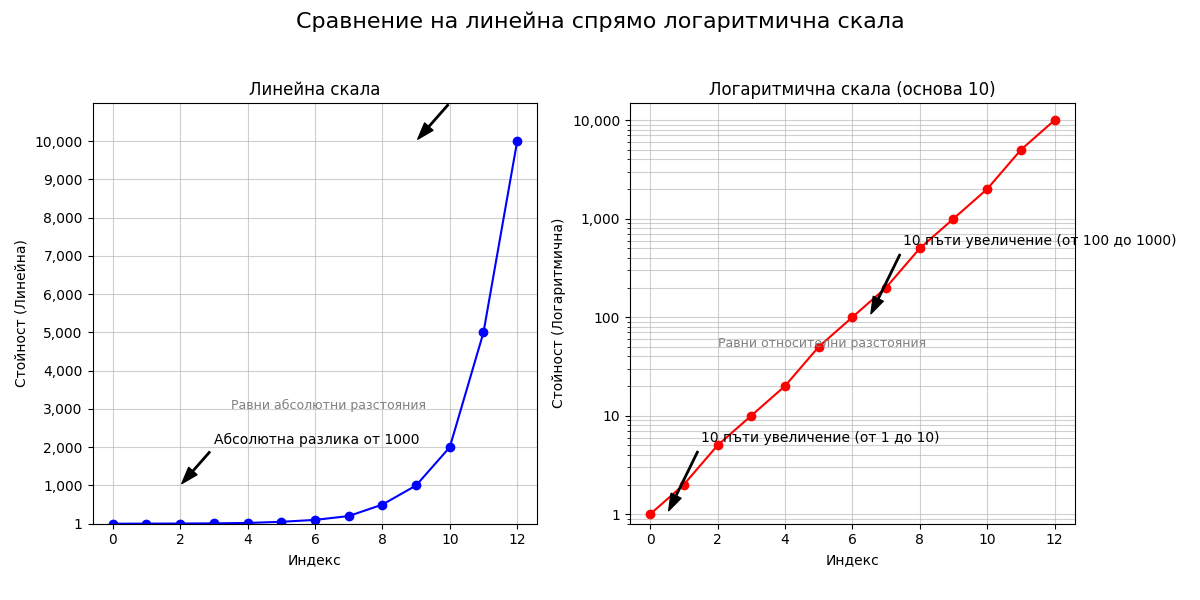 Сравнение на линейна спрямо логаритмична скала
Линейна скала
10,000
9,000
8,000
7,000
6,000
5,000
4,000
3,000
2,000
1,000
1
Стойност (Линейна)
Равни абсолютни разстояния
Абсолютна разлика от 1000
0 2 4 6 8 10 12
Индекс
Логаритмична скала (основа 10)
10,000
1,000
100
10
1
Стойност (Логаритмична)
10 пъти увеличение (от 100 до 1000)
Равни относителни разстояния
10 пъти увеличение (от 1 до 10)
0 2 4 6 8 10 12
Индекс